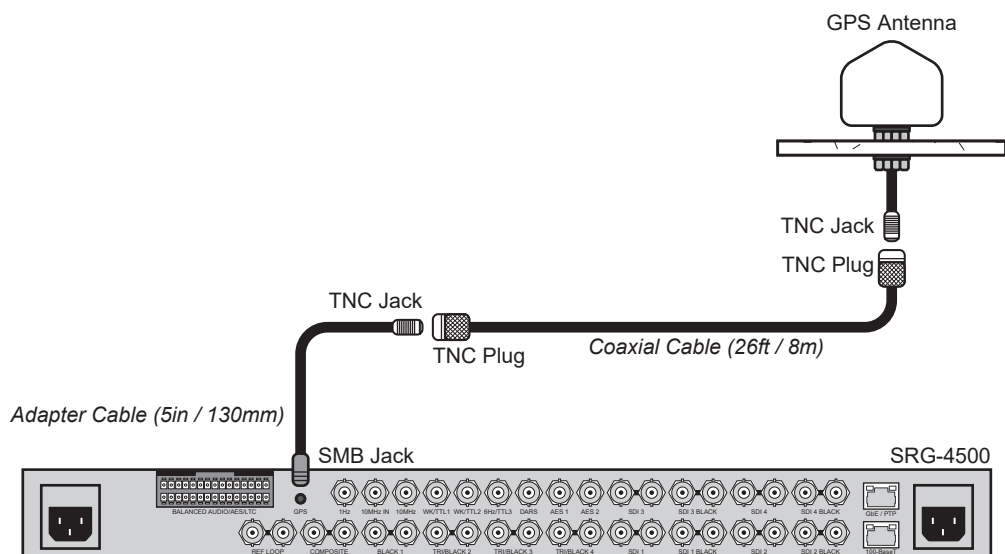 GPS Antenna
TNC Jack
TNC Plug
TNC Jack
TNC Plug
Coaxial Cable (26ft / 8m)
Adapter Cable (5in / 130mm)
SMB Jack
SRG-4500
BALANCED AUDIO/AES/LTC GPS 1Hz 10MHz IN 10MHz WK/TTL1 WK/TTL2 6Hz/TTL3 DARS AES 1 AES 2 SDI 3 SDI 3 BLACK SDI 4 SDI 4 BLACK GbE / PTP
REF LOOP COMPOSITE BLACK 1 TRI/BLACK 2 TRI/BLACK 3 TRI/BLACK 4 SDI 1 SDI 1 BLACK SDI 2 SDI 2 BLACK 100-BaseT